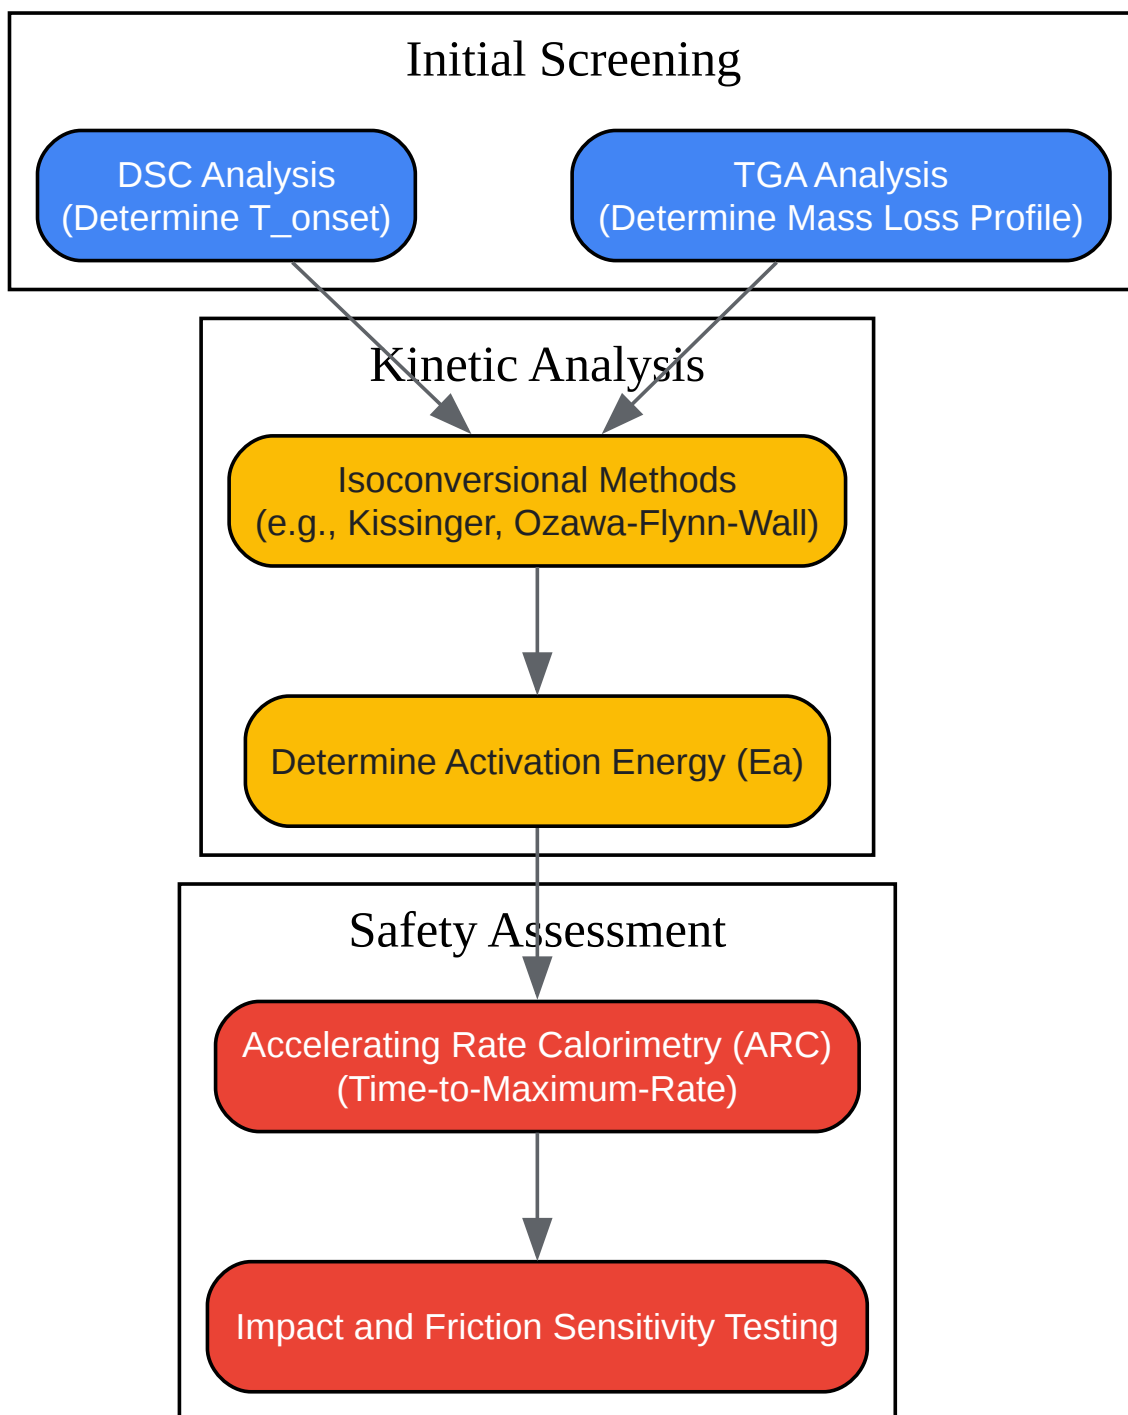 Initial Screening
DSC Analysis
(Determine T_onset)
TGA Analysis
(Determine Mass Loss Profile)
Kinetic Analysis
Isoconversional Methods
(e.g., Kissinger, Ozawa-Flynn-Wall)
Determine Activation Energy (Ea)
Safety Assessment
Accelerating Rate Calorimetry (ARC)
(Time-to-Maximum-Rate)
Impact and Friction Sensitivity Testing